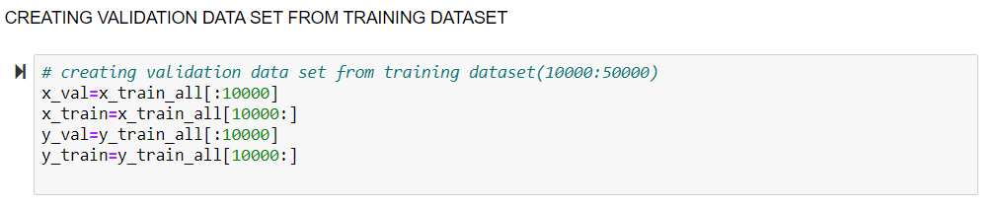 CREATING VALIDATION DATA SET FROM TRAINING DATASET
# creating validation data set from training dataset(10000:50000)
x_val=x_train_all[:10000]
x_train=x_train_all[10000:]
y_val=y_train_all[:10000]
y_train=y_train_all[10000:]